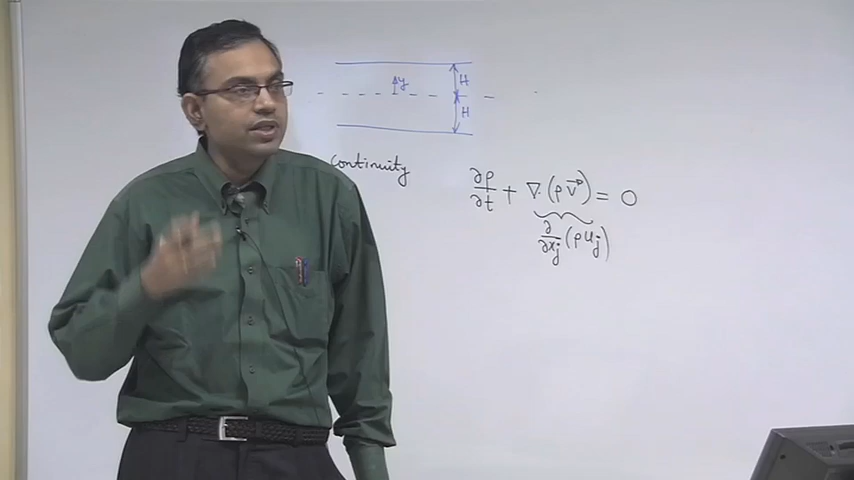 y H
H
Continuity ∂ρ/∂t + ∇·(ρv⃗) = 0
∂/∂xⱼ (ρuⱼ)